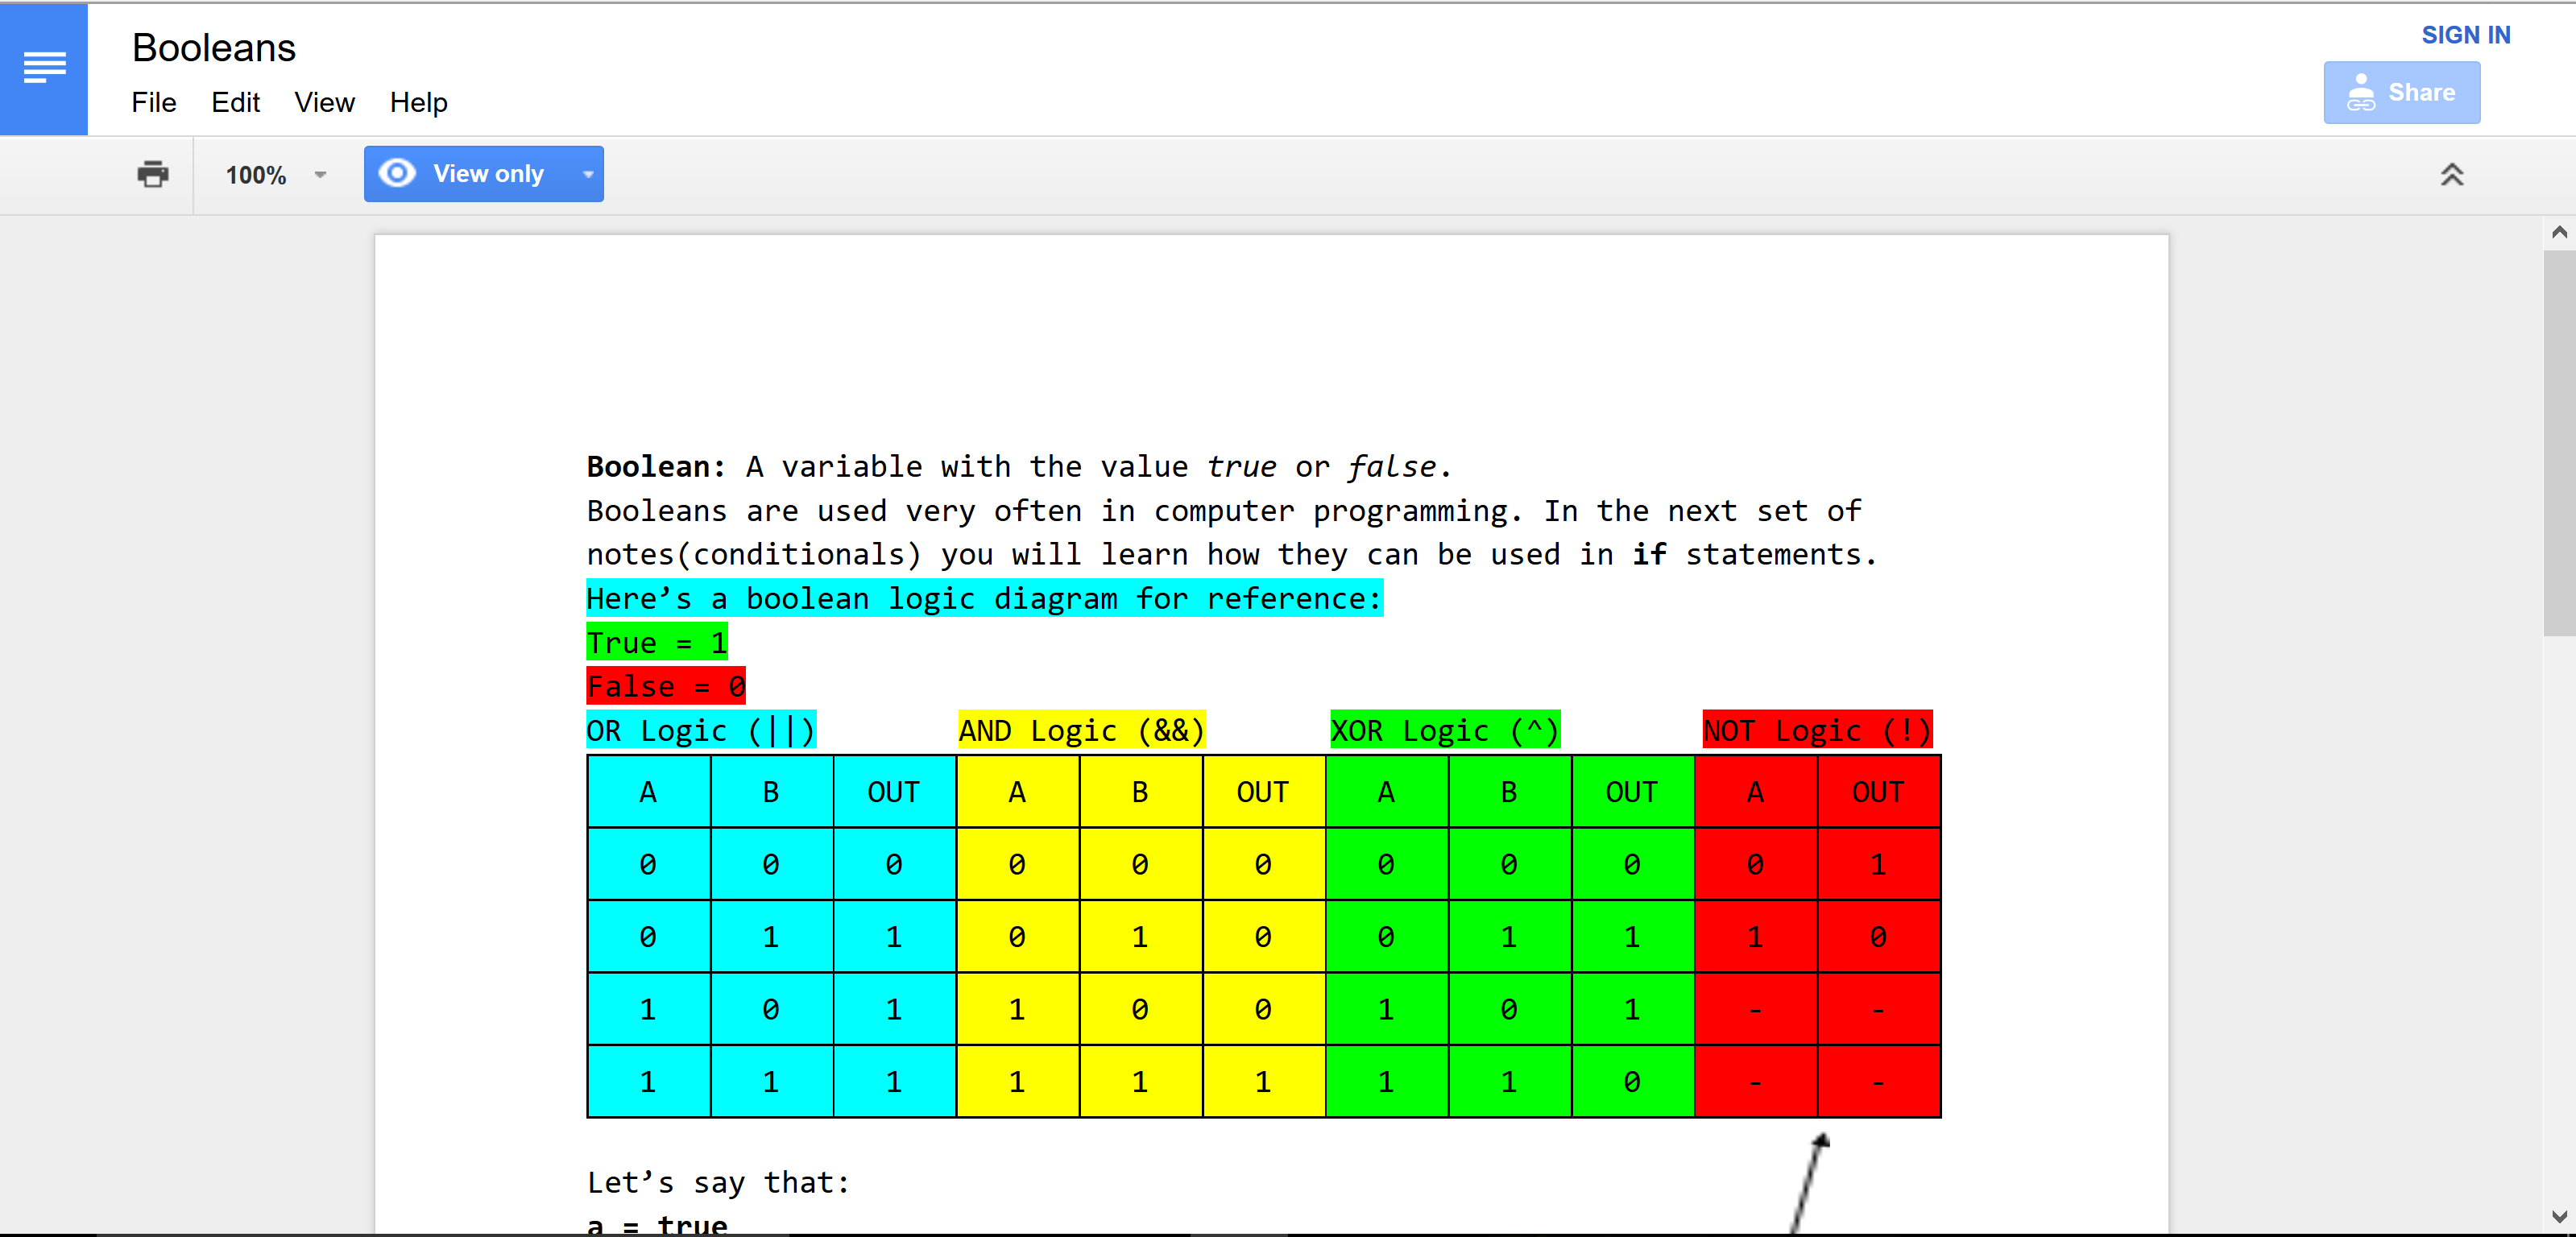 Booleans
SIGN IN
File Edit View Help
Share
100% View only
Boolean: A variable with the value true or false.
Booleans are used very often in computer programming. In the next set of
notes(conditionals) you will learn how they can be used in if statements.
Here’s a boolean logic diagram for reference:
True = 1
False = 0
OR Logic (||) AND Logic (&&) XOR Logic (^) NOT Logic (!)
A B OUT A B OUT A B OUT A OUT
0 0 0 0 0 0 0 0 0 0 1
0 1 1 0 1 0 0 1 1 1 0
1 0 1 1 0 0 1 0 1 - -
1 1 1 1 1 1 1 1 0 - -
Let’s say that:
a = true